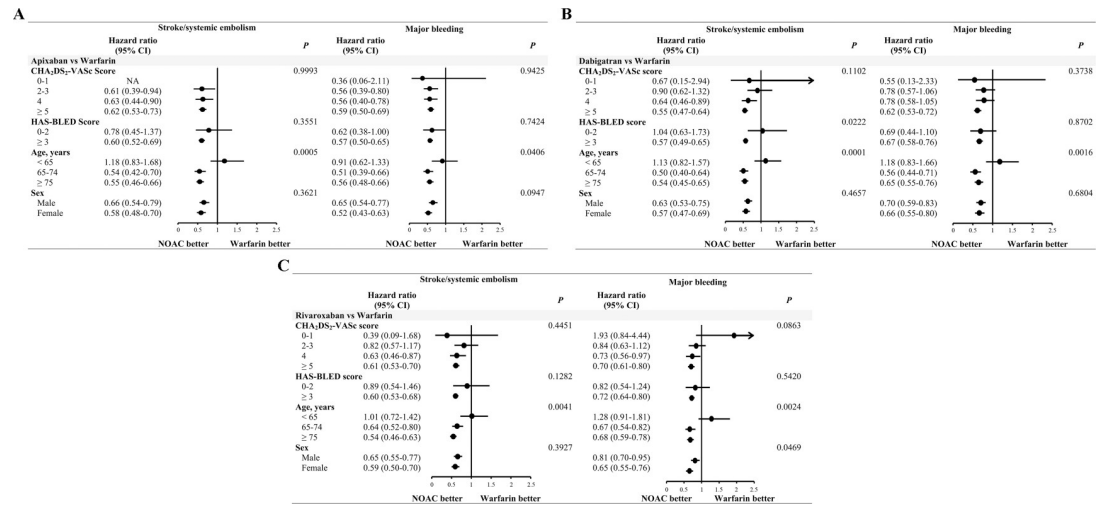 A
Stroke/systemic embolism Major bleeding
Hazard ratio (95% CI) P Hazard ratio (95% CI) P
Apixaban vs Warfarin
CHA₂DS₂-VASc Score 0.9993 0.9425
0-1 NA 0.36 (0.06-2.11)
2-3 0.61 (0.39-0.94) 0.56 (0.39-0.80)
4 0.63 (0.44-0.90) 0.56 (0.40-0.78)
≥ 5 0.62 (0.53-0.73) 0.59 (0.50-0.69)
HAS-BLED Score 0.3551 0.7424
0-2 0.78 (0.45-1.37) 0.62 (0.38-1.00)
≥ 3 0.60 (0.52-0.69) 0.57 (0.50-0.65)
Age, years 0.0005 0.0406
< 65 1.18 (0.83-1.68) 0.91 (0.62-1.33)
65-74 0.54 (0.42-0.70) 0.51 (0.39-0.66)
≥ 75 0.55 (0.46-0.66) 0.56 (0.48-0.66)
Sex 0.3621 0.0947
Male 0.66 (0.54-0.79) 0.65 (0.54-0.77)
Female 0.58 (0.48-0.70) 0.52 (0.43-0.63)
0 0.5 1 1.5 2 2.5 0 0.5 1 1.5 2 2.5
NOAC better Warfarin better NOAC better Warfarin better
B
Stroke/systemic embolism Major bleeding
Hazard ratio (95% CI) P Hazard ratio (95% CI) P
Dabigatran vs Warfarin
CHA₂DS₂-VASc Score 0.1102 0.3738
0-1 0.67 (0.15-2.94) 0.55 (0.13-2.33)
2-3 0.90 (0.62-1.32) 0.78 (0.57-1.06)
4 0.64 (0.46-0.89) 0.78 (0.58-1.05)
≥ 5 0.55 (0.47-0.64) 0.62 (0.53-0.72)
HAS-BLED score 0.0222 0.8702
0-2 1.04 (0.63-1.73) 0.69 (0.44-1.10)
≥ 3 0.57 (0.49-0.65) 0.67 (0.58-0.76)
Age, years 0.0001 0.0016
< 65 1.13 (0.82-1.57) 1.18 (0.83-1.66)
65-74 0.50 (0.40-0.64) 0.56 (0.44-0.71)
≥ 75 0.54 (0.45-0.65) 0.65 (0.55-0.76)
Sex 0.4657 0.6804
Male 0.63 (0.53-0.75) 0.70 (0.59-0.83)
Female 0.57 (0.47-0.69) 0.66 (0.55-0.80)
0 0.5 1 1.5 2 2.5 0 0.5 1 1.5 2 2.5
NOAC better Warfarin better NOAC better Warfarin better
C
Stroke/systemic embolism Major bleeding
Hazard ratio (95% CI) P Hazard ratio (95% CI) P
Rivaroxaban vs Warfarin
CHA₂DS₂-VASc score 0.4451 0.0863
0-1 0.39 (0.09-1.68) 1.93 (0.84-4.44)
2-3 0.82 (0.57-1.17) 0.84 (0.63-1.12)
4 0.63 (0.46-0.87) 0.73 (0.56-0.97)
≥ 5 0.61 (0.53-0.70) 0.70 (0.61-0.80)
HAS-BLED score 0.1282 0.5420
0-2 0.89 (0.54-1.46) 0.82 (0.54-1.24)
≥ 3 0.60 (0.53-0.68) 0.72 (0.64-0.80)
Age, years 0.0041 0.0024
< 65 1.01 (0.72-1.42) 1.28 (0.91-1.81)
65-74 0.64 (0.52-0.80) 0.67 (0.54-0.82)
≥ 75 0.54 (0.46-0.63) 0.68 (0.59-0.78)
Sex 0.3927 0.0469
Male 0.65 (0.55-0.77) 0.81 (0.70-0.95)
Female 0.59 (0.50-0.70) 0.65 (0.55-0.76)
0 0.5 1 1.5 2 2.5 0 0.5 1 1.5 2 2.5
NOAC better Warfarin better NOAC better Warfarin better